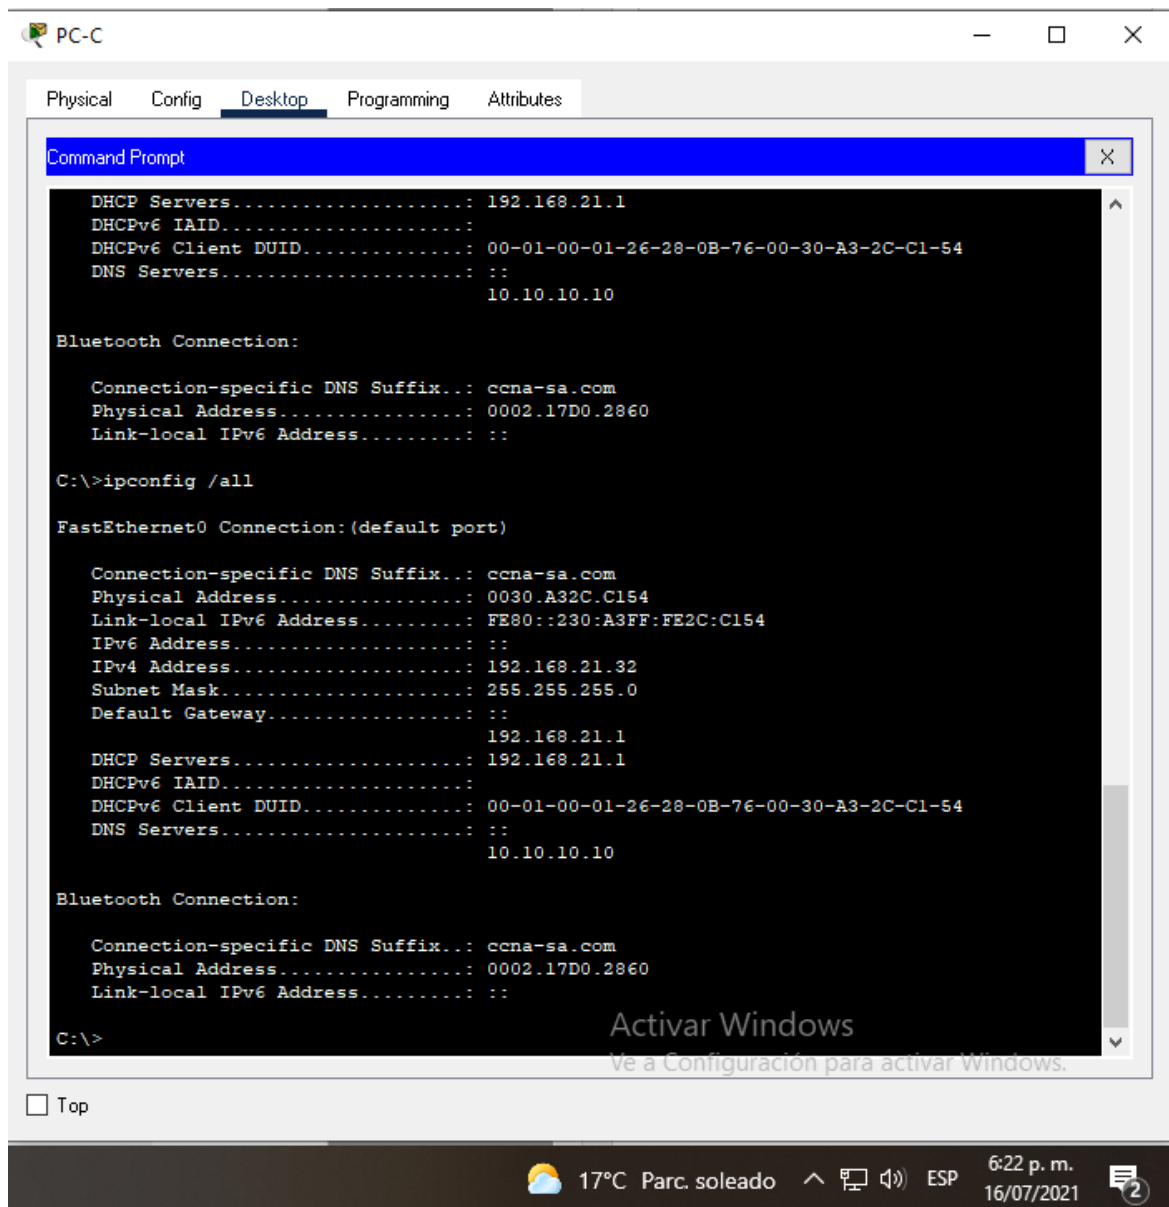 PC-C
Physical Config Desktop Programming Attributes
Command Prompt X
DHCP Servers....................: 192.168.21.1
DHCPv6 IAID.....................:
DHCPv6 Client DUID..............: 00-01-00-01-26-28-0B-76-00-30-A3-2C-C1-54
DNS Servers.....................: ::
10.10.10.10
Bluetooth Connection:
Connection-specific DNS Suffix..: ccna-sa.com
Physical Address................: 0002.17D0.2860
Link-local IPv6 Address.........: ::
C:\>ipconfig /all
FastEthernet0 Connection:(default port)
Connection-specific DNS Suffix..: ccna-sa.com
Physical Address................: 0030.A32C.C154
Link-local IPv6 Address.........: FE80::230:A3FF:FE2C:C154
IPv6 Address....................: ::
IPv4 Address....................: 192.168.21.32
Subnet Mask.....................: 255.255.255.0
Default Gateway.................: ::
192.168.21.1
DHCP Servers....................: 192.168.21.1
DHCPv6 IAID.....................:
DHCPv6 Client DUID..............: 00-01-00-01-26-28-0B-76-00-30-A3-2C-C1-54
DNS Servers.....................: ::
10.10.10.10
Bluetooth Connection:
Connection-specific DNS Suffix..: ccna-sa.com
Physical Address................: 0002.17D0.2860
Link-local IPv6 Address.........: ::
C:\>
Activar Windows
Ve a Configuración para activar Windows.
Top
17°C Parc. soleado ESP 6:22 p. m.
16/07/2021
2